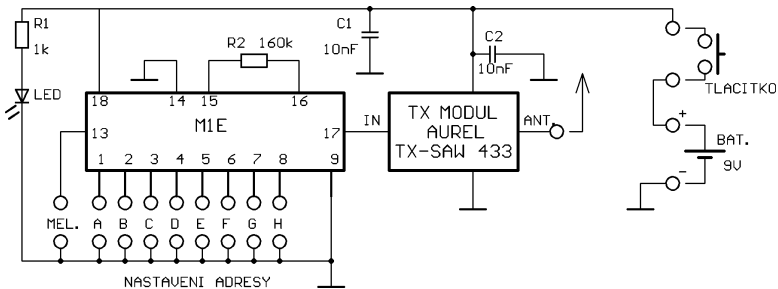 R1
1k
LED
C1
10nF
C2
10nF
R2 160k
TLACITKO
18
14
15
16
M1E
13
17
1 2 3 4 5 6 7 8 9
IN
TX MODUL
AUREL
TX-SAW 433
ANT.
+
BAT.
9V
-
MEL. A B C D E F G H
NASTAVENI ADRESY